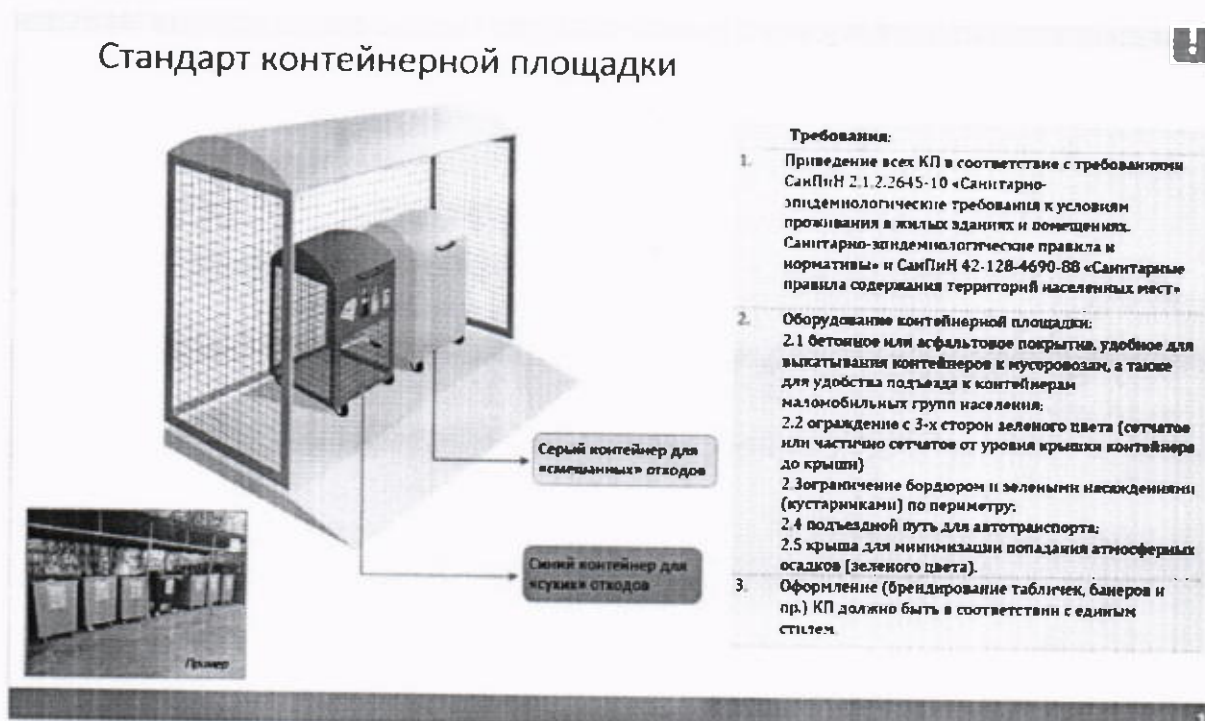 Стандарт контейнерной площадки
!
Требования:
1. Приведение всех КП в соответствие с требованиями
СанПиН 2.1.2.2645-10 «Санитарно-
эпидемиологические требования к условиям
проживания в жилых зданиях и помещениях.
Санитарно-эпидемиологические правила и
нормативы» и СанПиН 42-128-4690-88 «Санитарные
правила содержания территорий населенных мест»
2. Оборудование контейнерной площадки:
2.1 бетонное или асфальтовое покрытие, удобное для
выкатывания контейнеров к мусоровозам, а также
для удобства подъезда к контейнерам
маломобильных групп населения;
2.2 ограждение с 3-х сторон зеленого цвета (сетчатое
или частично сетчатое от уровня крышки контейнера
до крыши)
2.3ограничение бордюром и зелеными насаждениями
(кустарниками) по периметру;
2.4 подъездной путь для автотранспорта;
2.5 крыша для минимизации попадания атмосферных
осадков (зеленого цвета).
3. Оформление (брендирование табличек, банеров и
пр.) КП должно быть в соответствии с единым
стилем
Серый контейнер для
«смешанных» отходов
Синий контейнер для
«сухих» отходов
Пример